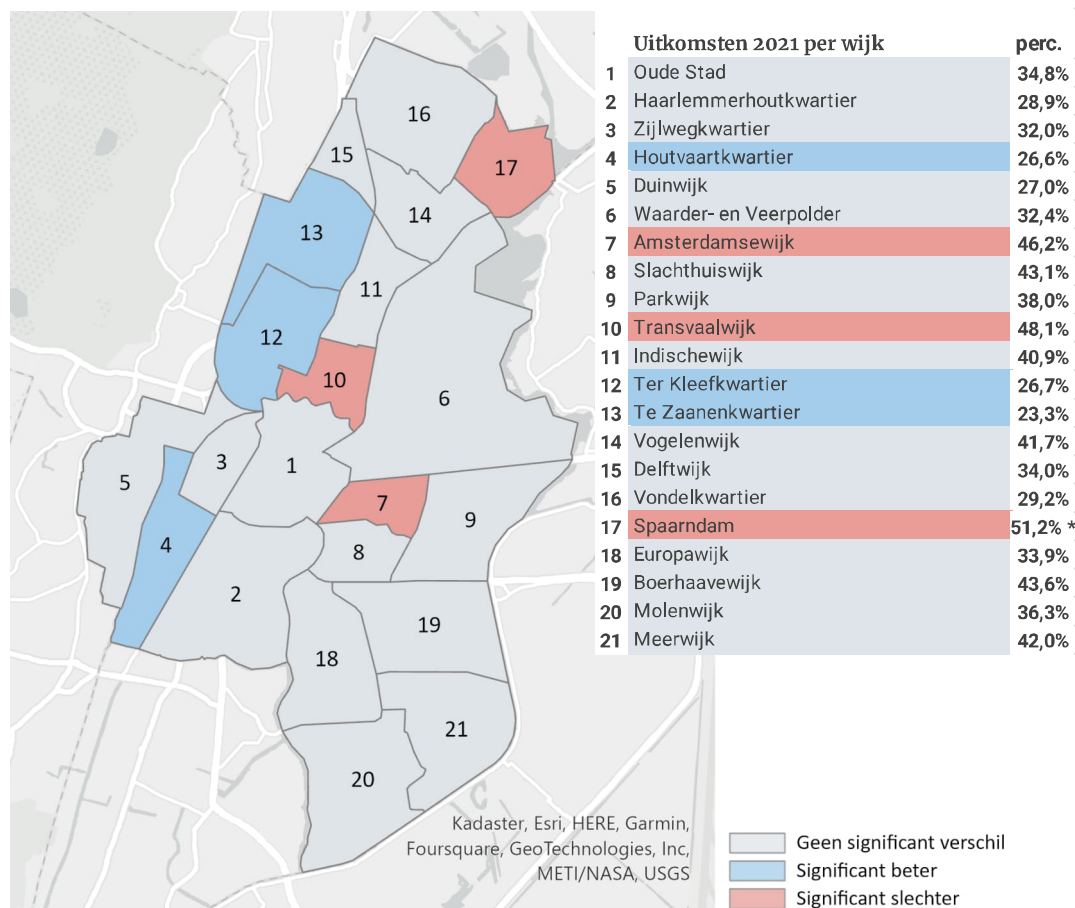 Uitkomsten 2021 per wijk perc.
1 Oude Stad 34,8%
2 Haarlemmerhoutkwartier 28,9%
3 Zijlwegkwartier 32,0%
4 Houtvaartkwartier 26,6%
5 Duinwijk 27,0%
6 Waarder- en Veerpolder 32,4%
7 Amsterdamsewijk 46,2%
8 Slachthuiswijk 43,1%
9 Parkwijk 38,0%
10 Transvaalwijk 48,1%
11 Indischewijk 40,9%
12 Ter Kleefkwartier 26,7%
13 Te Zaanenkwartier 23,3%
14 Vogelenwijk 41,7%
15 Delftwijk 34,0%
16 Vondelkwartier 29,2%
17 Spaarndam 51,2% *
18 Europawijk 33,9%
19 Boerhaavewijk 43,6%
20 Molenwijk 36,3%
21 Meerwijk 42,0%
16
15
17
14
13
11
12
10
6
3
1
5
7
9
4
8
2
19
18
21
20
Kadaster, Esri, HERE, Garmin,
Foursquare, GeoTechnologies, Inc,
METI/NASA, USGS
Geen significant verschil
Significant beter
Significant slechter